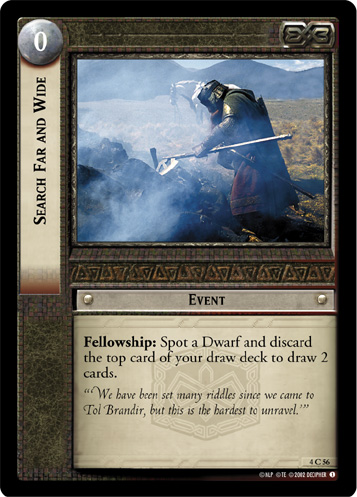 0
SEARCH FAR AND WIDE
EVENT
Fellowship: Spot a Dwarf and discard
the top card of your draw deck to draw 2
cards.
“‘We have been set many riddles since we came to
Tol Brandir, but this is the hardest to unravel.’”
4 C 56
©NLP ©TE ©2002 DECIPHER